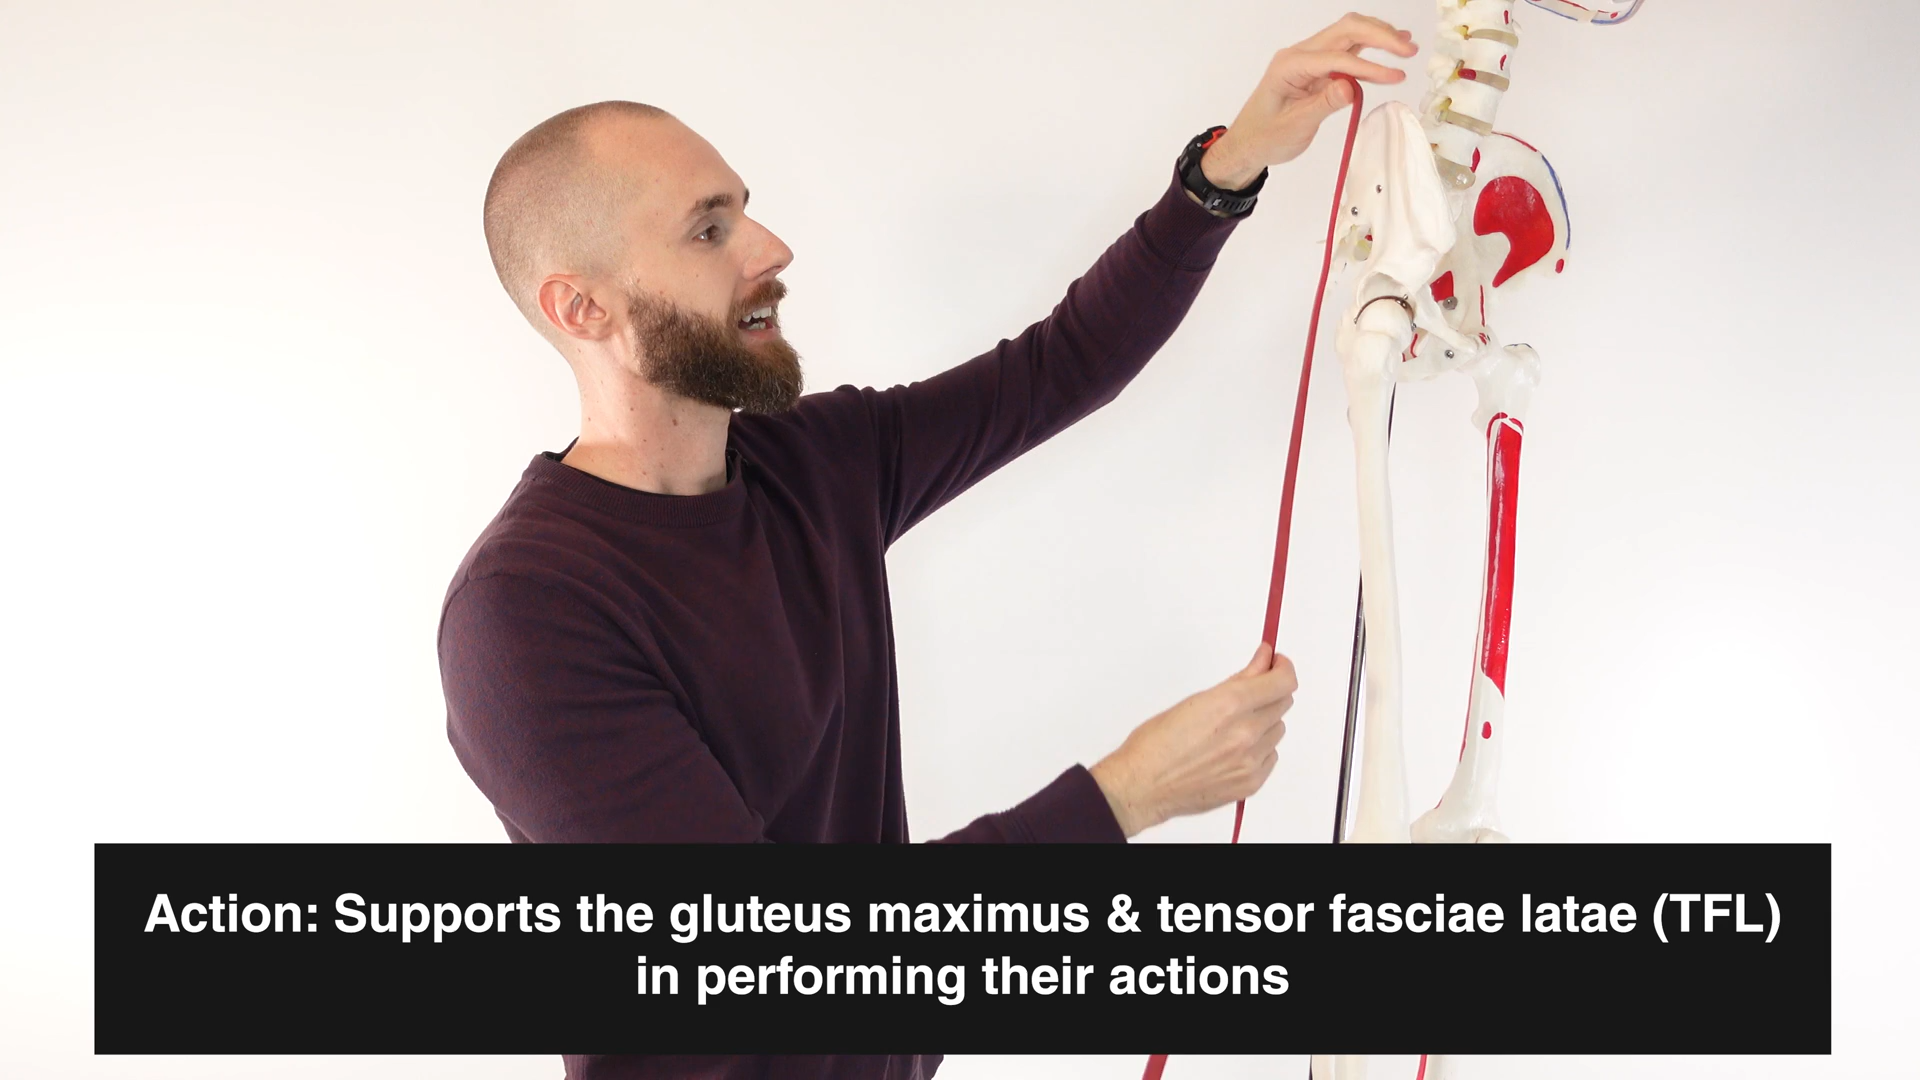 Action: Supports the gluteus maximus & tensor fasciae latae (TFL)
in performing their actions